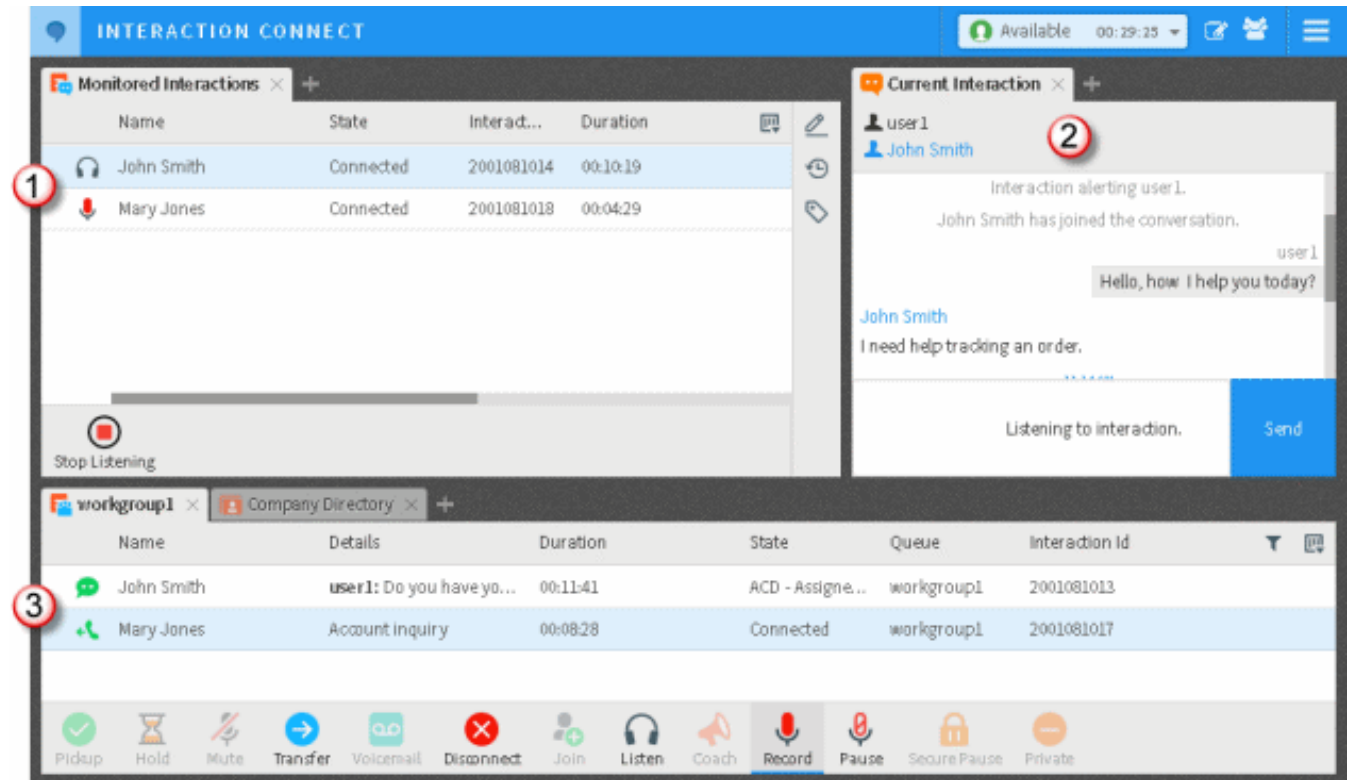 INTERACTION CONNECT
Available 00:29:25
Monitored Interactions
Name State Interact... Duration
John Smith Connected 2001081014 00:10:19
Mary Jones Connected 2001081018 00:04:29
1
Stop Listening
Current Interaction
user1
John Smith
2
Interaction alerting user1.
John Smith has joined the conversation.
user1
Hello, how I help you today?
John Smith
I need help tracking an order.
Listening to interaction.
Send
workgroup1 Company Directory
Name Details Duration State Queue Interaction Id
John Smith user1: Do you have yo... 00:11:41 ACD - Assigne... workgroup1 2001081013
3
Mary Jones Account inquiry 00:08:28 Connected workgroup1 2001081017
Pickup Hold Mute Transfer Voicemail Disconnect Join Listen Coach Record Pause Secure Pause Private